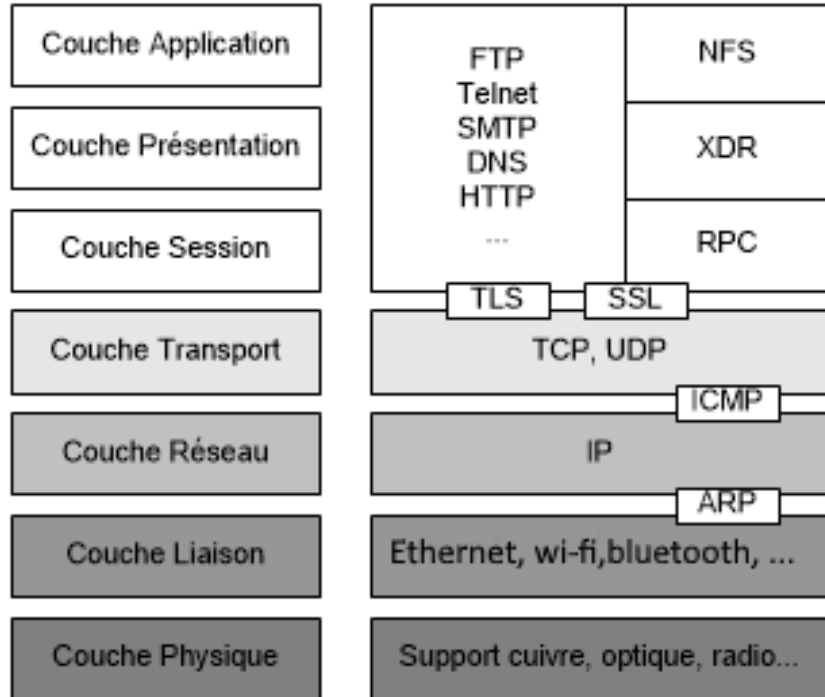 Couche Application
Couche Présentation
Couche Session
Couche Transport
Couche Réseau
Couche Liaison
Couche Physique
FTP
Telnet
SMTP
DNS
HTTP
...
NFS
XDR
RPC
TLS
SSL
TCP, UDP
ICMP
IP
ARP
Ethernet, wi-fi,bluetooth, ...
Support cuivre, optique, radio...